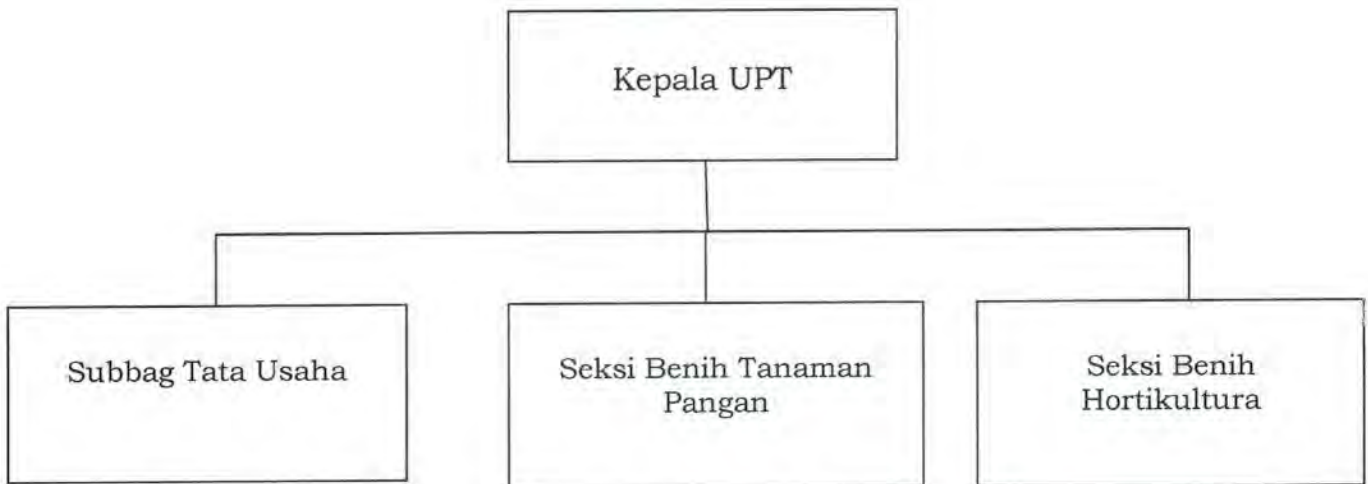 Kepala UPT
Subbag Tata Usaha
Seksi Benih Tanaman
Pangan
Seksi Benih
Hortikultura